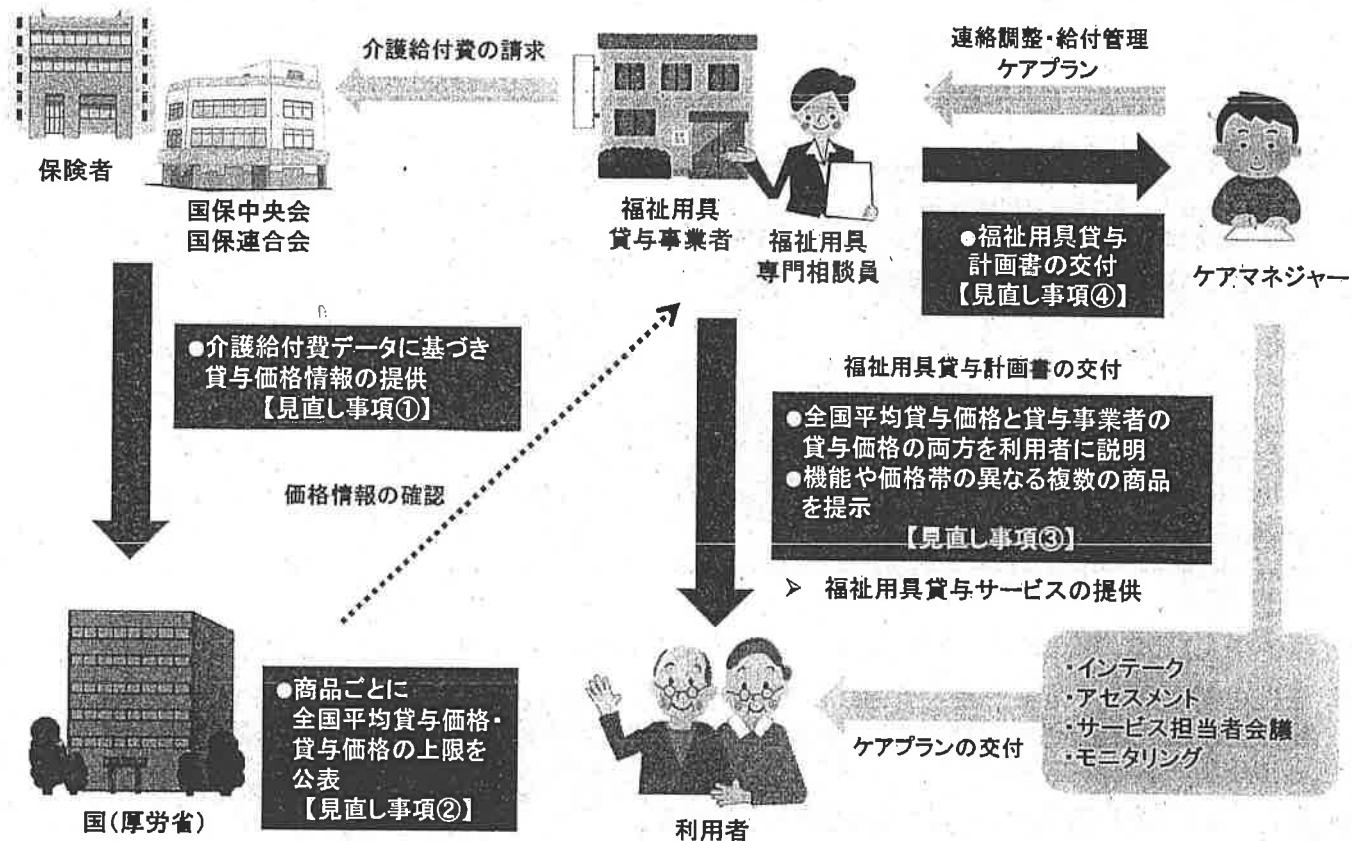 介護給付費の請求
連絡調整・給付管理
ケアプラン
保険者
国保中央会
国保連合会
福祉用具
貸与事業者
福祉用具
専門相談員
●福祉用具貸与
計画書の交付
【見直し事項④】
ケアマネジャー
●介護給付費データに基づき
貸与価格情報の提供
【見直し事項①】
価格情報の確認
福祉用具貸与計画書の交付
●全国平均貸与価格と貸与事業者の
貸与価格の両方を利用者に説明
●機能や価格帯の異なる複数の商品
を提示
【見直し事項③】
➢ 福祉用具貸与サービスの提供
●商品ごとに
全国平均貸与価格・
貸与価格の上限を
公表
【見直し事項②】
国(厚労省)
利用者
ケアプランの交付
・インテーク
・アセスメント
・サービス担当者会議
・モニタリング